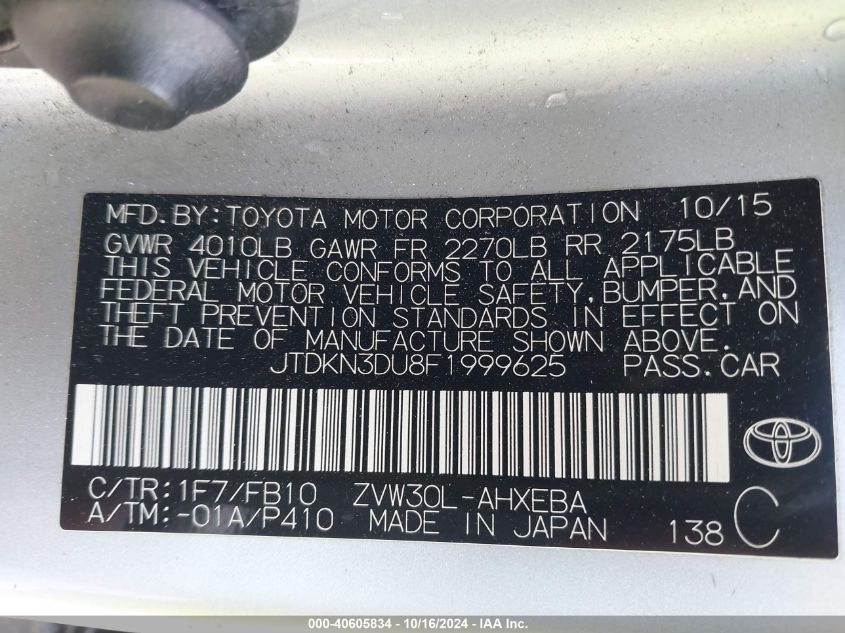 MFD.BY:TOYOTA MOTOR CORPORATION 10/15
GVWR 4010LB GAWR FR 2270LB RR 2175LB
THIS VEHICLE CONFORMS TO ALL APPLICABLE
FEDERAL MOTOR VEHICLE SAFETY,BUMPER,AND
THEFT PREVENTION STANDARDS IN EFFECT ON
THE DATE OF MANUFACTURE SHOWN ABOVE.
JTDKN3DU8F1999625 PASS.CAR
C/TR:1F7/FB10 ZVW30L-AHXEBA
A/TM:-01A/P410 MADE IN JAPAN 138 C
000-40605834 - 10/16/2024 - IAA Inc.